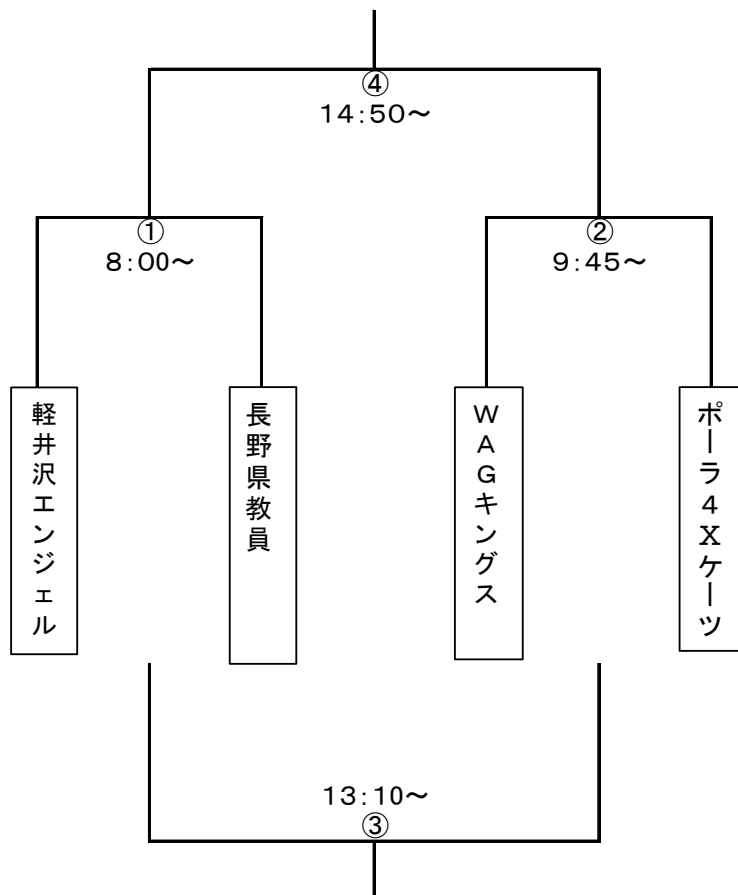 ④
14:50～
①
8:00～
②
9:45～
軽井沢エンジェル
長野県教員
WAGキングス
ポーラ4Xケーツ
13:10～
③